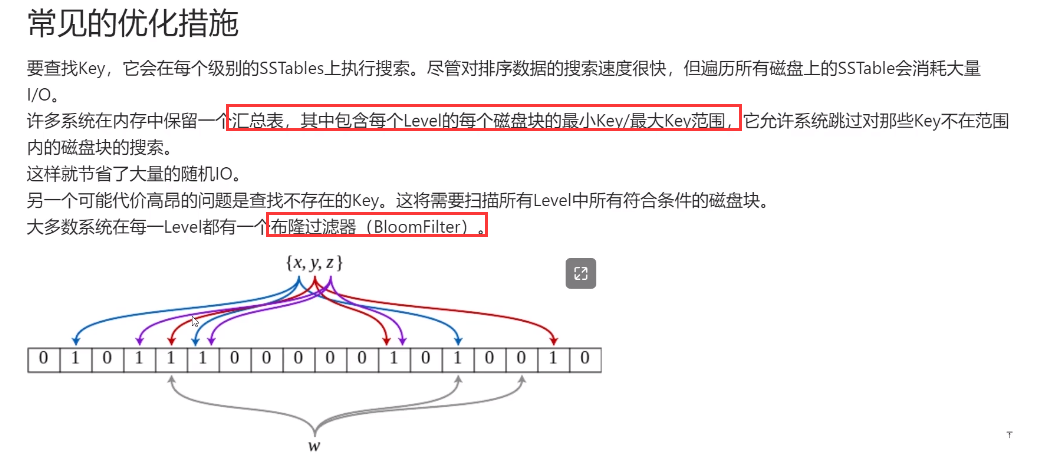 常见的优化措施
要查找Key，它会在每个级别的SSTables上执行搜索。尽管对排序数据的搜索速度很快，但遍历所有磁盘上的SSTable会消耗大量
I/O。
许多系统在内存中保留一个汇总表，其中包含每个Level的每个磁盘块的最小Key/最大Key范围，它允许系统跳过对那些Key不在范围
内的磁盘块的搜索。
这样就节省了大量的随机IO。
另一个可能代价高昂的问题是查找不存在的Key。这将需要扫描所有Level中所有符合条件的磁盘块。
大多数系统在每一Level都有一个布隆过滤器（BloomFilter）。
{x, y, z}
0 1 0 1 1 1 0 0 0 0 0 1 0 1 0 0 1 0
w